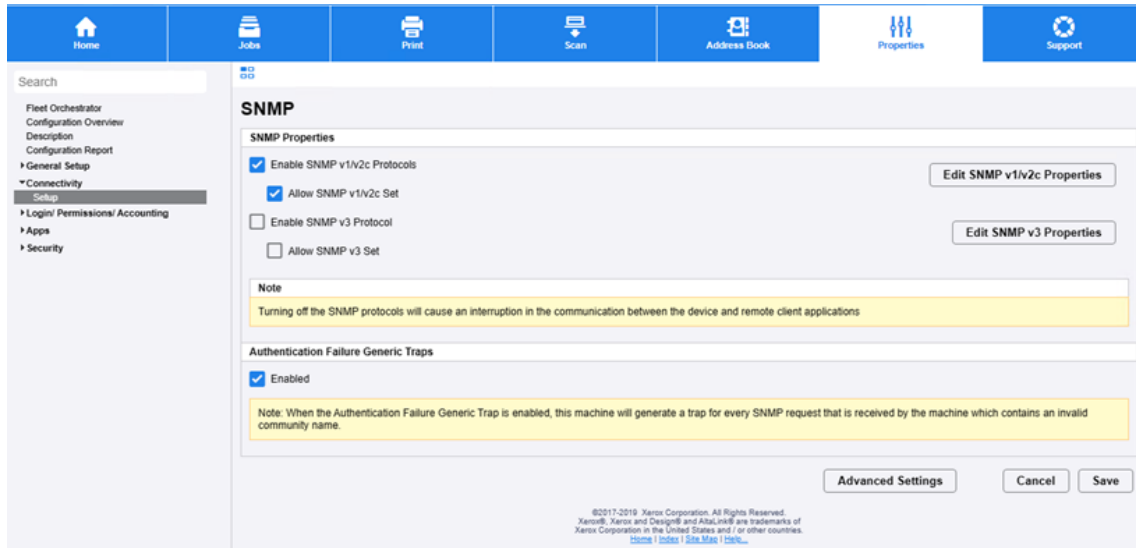 Home
Jobs
Print
Scan
Address Book
Properties
Support
Search
Fleet Orchestrator
Configuration Overview
Description
Configuration Report
General Setup
Connectivity
Setup
Login/ Permissions/ Accounting
Apps
Security
SNMP
SNMP Properties
Enable SNMP v1/v2c Protocols
Edit SNMP v1/v2c Properties
Allow SNMP v1/v2c Set
Enable SNMP v3 Protocol
Edit SNMP v3 Properties
Allow SNMP v3 Set
Note
Turning off the SNMP protocols will cause an interruption in the communication between the device and remote client applications
Authentication Failure Generic Traps
Enabled
Note: When the Authentication Failure Generic Trap is enabled, this machine will generate a trap for every SNMP request that is received by the machine which contains an invalid
community name.
Advanced Settings
Cancel
Save
©2017-2019 Xerox Corporation. All Rights Reserved.
Xerox®, Xerox and Design® and AltaLink® are trademarks of
Xerox Corporation in the United States and / or other countries.
Home | Index | Site Map | Help...